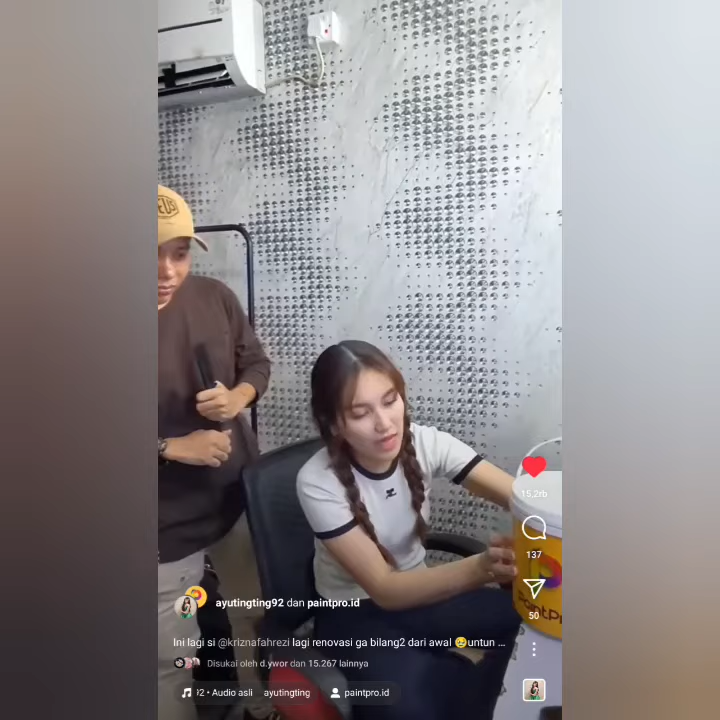 15,2rb
137
50
ayutingting92 dan paintpro.id
Ini lagi si @kriznafahrezi lagi renovasi ga bilang2 dari awal 🥹untun ...
Disukai oleh d.ywor dan 15.267 lainnya
92 • Audio asli ayutingting paintpro.id